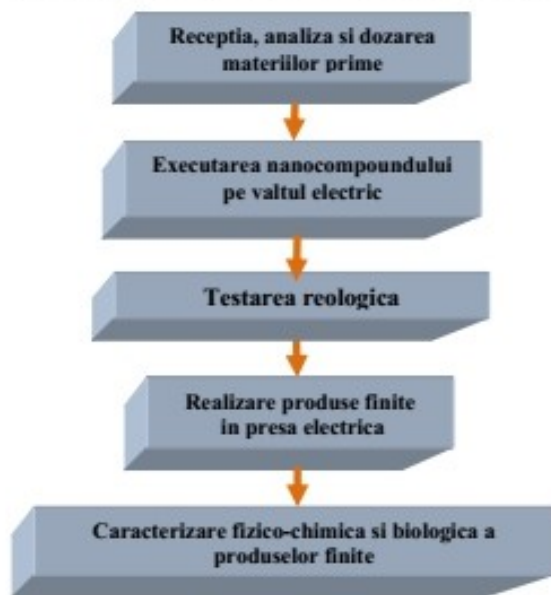 Receptia, analiza si dozarea
materiilor prime
Executarea nanocompoundului
pe valtul electric
Testarea reologica
Realizare produse finite
in presa electrica
Caracterizare fizico-chimica si biologica a
produselor finite